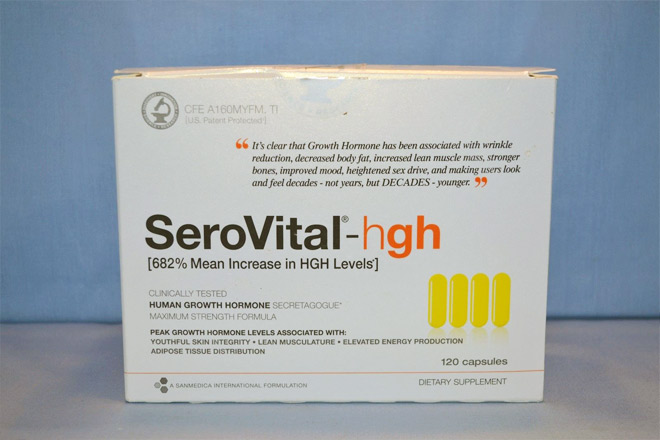 CFE A160MYFM, TI
[U.S. Patent Protected†]
“ It's clear that Growth Hormone has been associated with wrinkle
reduction, decreased body fat, increased lean muscle mass, stronger
bones, improved mood, heightened sex drive, and making users look
and feel decades - not years, but DECADES - younger. ”
SeroVital®-hgh
[682% Mean Increase in HGH Levels*]
CLINICALLY TESTED
HUMAN GROWTH HORMONE SECRETAGOGUE*
MAXIMUM STRENGTH FORMULA
PEAK GROWTH HORMONE LEVELS ASSOCIATED WITH:
YOUTHFUL SKIN INTEGRITY • LEAN MUSCULATURE • ELEVATED ENERGY PRODUCTION
ADIPOSE TISSUE DISTRIBUTION
120 capsules
A SANMEDICA INTERNATIONAL FORMULATION
DIETARY SUPPLEMENT